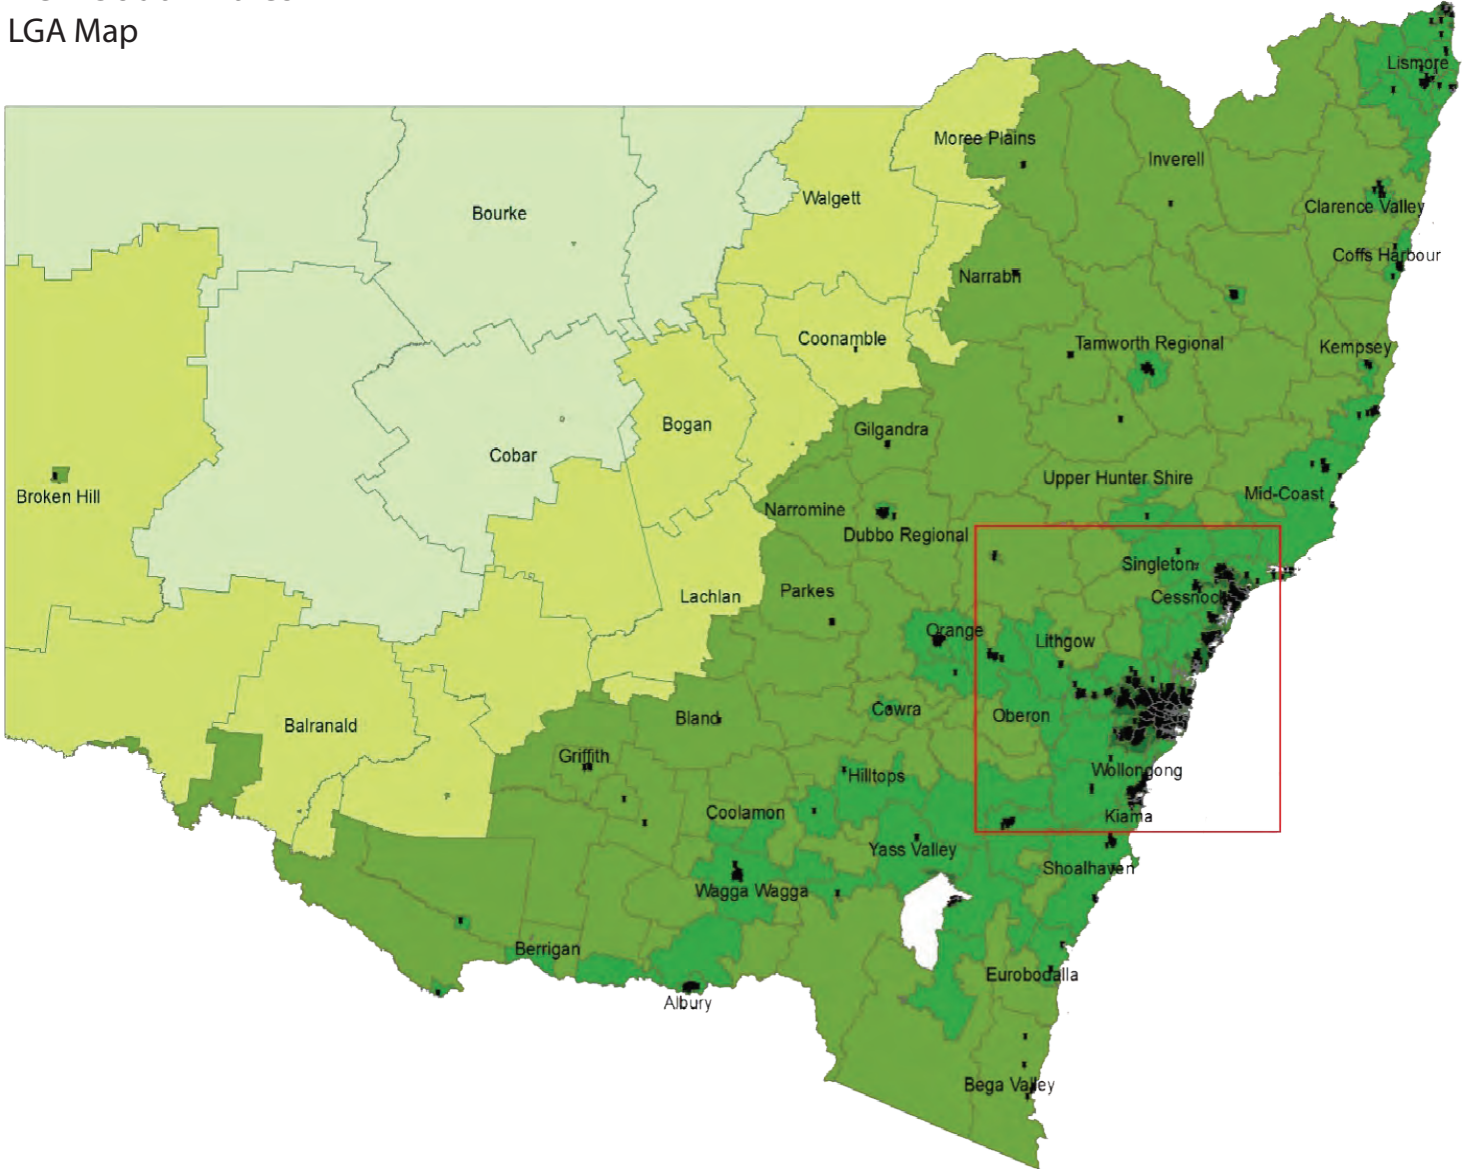 LGA Map
Lismore
Moree Plains
Inverell
Walgett
Clarence Valley
Bourke
Coffs Harbour
Narrabri
Coonamble
Tamworth Regional
Kempsey
Bogan
Gilgandra
Cobar
Upper Hunter Shire
Broken Hill
Mid-Coast
Narromine
Dubbo Regional
Singleton
Parkes
Lachlan
Cessnock
Orange
Lithgow
Cowra
Oberon
Bland
Balranald
Griffith
Wollongong
Hilltops
Coolamon
Kiama
Yass Valley
Shoalhaven
Wagga Wagga
Berrigan
Eurobodalla
Albury
Bega Valley